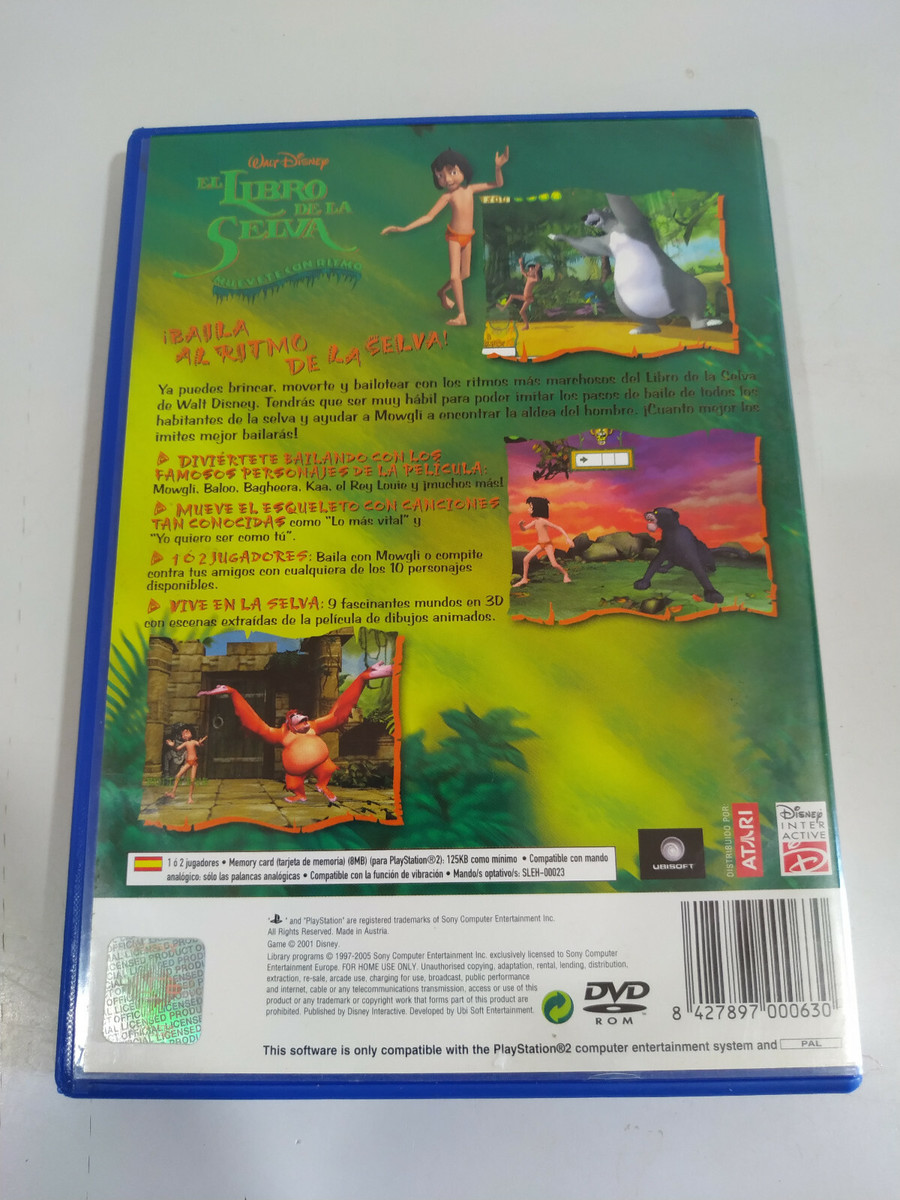 WALT DISNEY
EL LIBRO
DE LA
SELVA
MUÉVETE CON RITMO
¡BAILA
AL RITMO
DE LA SELVA!
Ya puedes brincar, moverte y bailotear con los ritmos más marchosos del Libro de la Selva
de Walt Disney. Tendrás que ser muy hábil para poder imitar los pasos de baile de todos los
habitantes de la selva y ayudar a Mowgli a encontrar la aldea del hombre. ¡Cuanto mejor los
imites mejor bailarás!
DIVIÉRTETE BAILANDO CON LOS
FAMOSOS PERSONAJES DE LA PELÍCULA:
Mowgli, Baloo, Bagheera, Kaa, el Rey Louie y ¡muchos más!
MUEVE EL ESQUELETO CON CANCIONES
TAN CONOCIDAS como "Lo más vital" y
"Yo quiero ser como tú".
1 Ó 2 JUGADORES: Baila con Mowgli o compite
contra tus amigos con cualquiera de los 10 personajes
disponibles.
VIVE EN LA SELVA: 9 fascinantes mundos en 3D
con escenas extraídas de la película de dibujos animados.
UBISOFT
DISTRIBUIDO POR
ATARI
DISNEY
INTER
ACTIVE
1 ó 2 jugadores • Memory card (tarjeta de memoria) (8MB) (para PlayStation®2): 125KB como mínimo • Compatible con mando
analógico: sólo las palancas analógicas • Compatible con la función de vibración • Mando/s optativo/s: SLEH-00023
" " and "PlayStation" are registered trademarks of Sony Computer Entertainment Inc.
All Rights Reserved. Made in Austria.
Game © 2001 Disney.
Library programs © 1997-2005 Sony Computer Entertainment Inc. exclusively licensed to Sony Computer
Entertainment Europe. FOR HOME USE ONLY. Unauthorised copying, adaptation, rental, lending, distribution,
extraction, re-sale, arcade use, charging for use, broadcast, public performance
and internet, cable or any telecommunications transmission, access or use of this
product or any trademark or copyright work that forms part of this product are
prohibited. Published by Disney Interactive. Developed by Ubi Soft Entertainment.
DVD
ROM
8 427897 000630
This software is only compatible with the PlayStation®2 computer entertainment system and PAL
OFFICIAL LICENSED PRODUCT